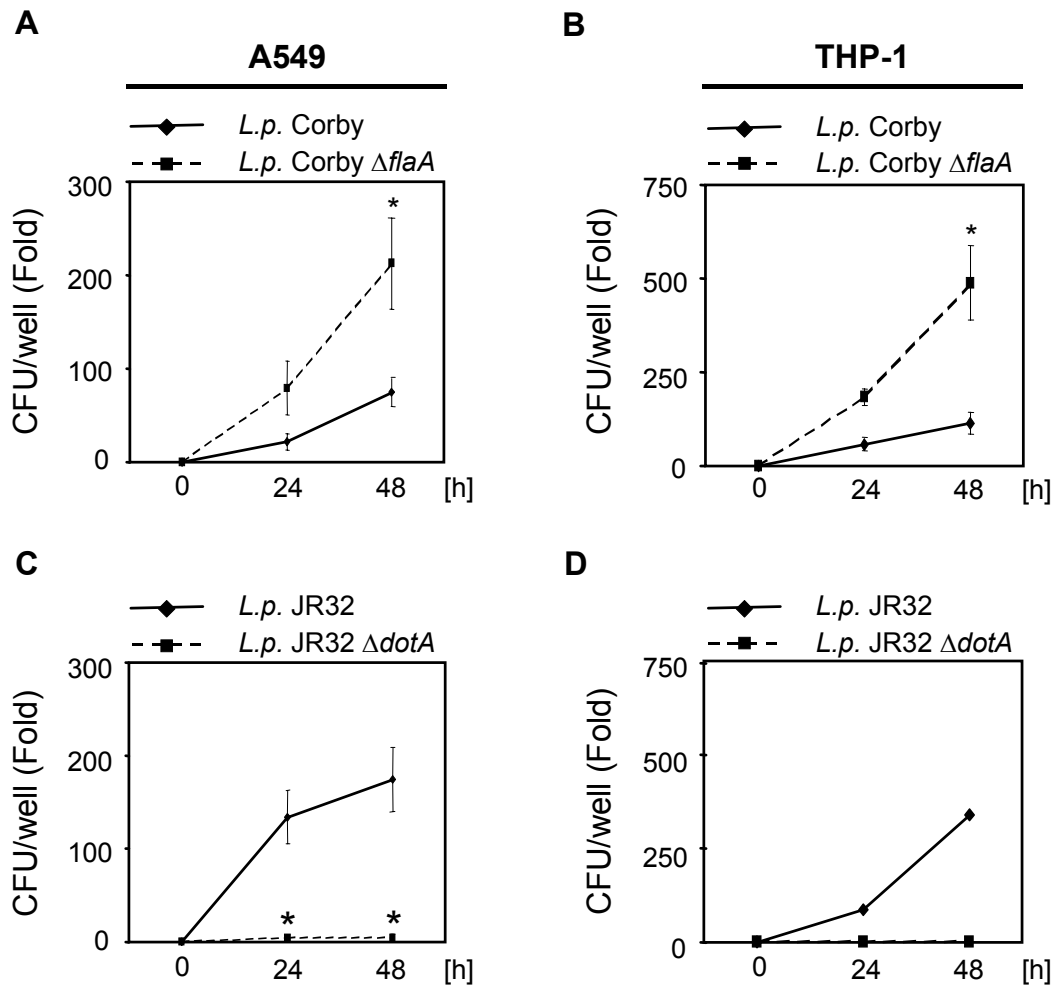 A
A549
L.p. Corby
L.p. Corby ΔflaA
CFU/well (Fold)
300
200
100
0
*
0 24 48 [h]
B
THP-1
L.p. Corby
L.p. Corby ΔflaA
CFU/well (Fold)
750
500
250
0
*
0 24 48 [h]
C
L.p. JR32
L.p. JR32 ΔdotA
CFU/well (Fold)
300
200
100
0
* *
0 24 48 [h]
D
L.p. JR32
L.p. JR32 ΔdotA
CFU/well (Fold)
750
500
250
0
0 24 48 [h]